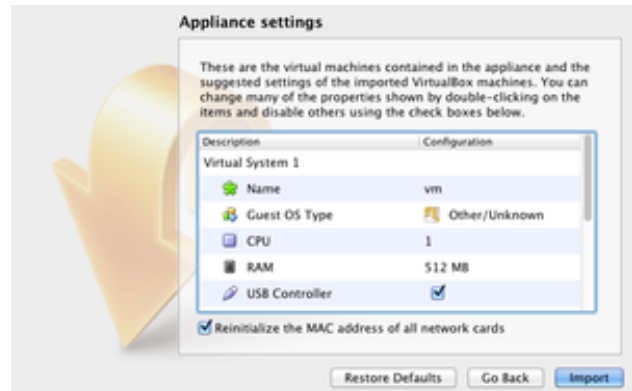 Appliance settings
These are the virtual machines contained in the appliance and the
suggested settings of the imported VirtualBox machines. You can
change many of the properties shown by double-clicking on the
items and disable others using the check boxes below.
Description Configuration
Virtual System 1
Name vm
Guest OS Type Other/Unknown
CPU 1
RAM 512 MB
USB Controller
Reinitialize the MAC address of all network cards
Restore Defaults Go Back Import